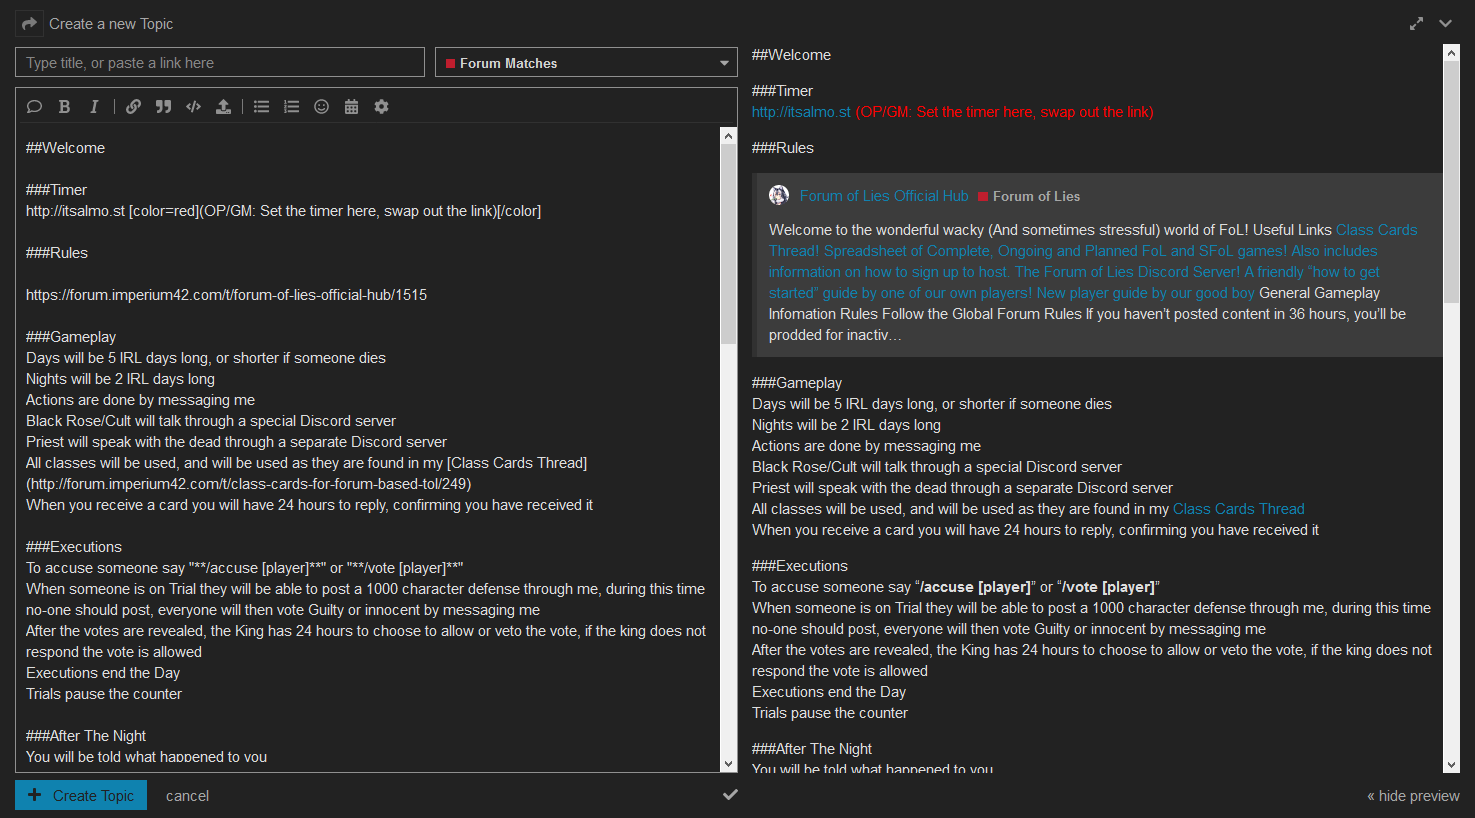 Create a new Topic
Type title, or paste a link here
Forum Matches
##Welcome
###Timer
http://itsalmo.st [color=red](OP/GM: Set the timer here, swap out the link)[/color]
###Rules
https://forum.imperium42.com/t/forum-of-lies-official-hub/1515
###Gameplay
Days will be 5 IRL days long, or shorter if someone dies
Nights will be 2 IRL days long
Actions are done by messaging me
Black Rose/Cult will talk through a special Discord server
Priest will speak with the dead through a separate Discord server
All classes will be used, and will be used as they are found in my [Class Cards Thread]
(http://forum.imperium42.com/t/class-cards-for-forum-based-tol/249)
When you receive a card you will have 24 hours to reply, confirming you have received it
###Executions
To accuse someone say "**/accuse [player]**" or "**/vote [player]**"
When someone is on Trial they will be able to post a 1000 character defense through me, during this time
no-one should post, everyone will then vote Guilty or innocent by messaging me
After the votes are revealed, the King has 24 hours to choose to allow or veto the vote, if the king does not
respond the vote is allowed
Executions end the Day
Trials pause the counter
###After The Night
You will be told what happened to you
Create Topic
cancel
##Welcome
###Timer
http://itsalmo.st (OP/GM: Set the timer here, swap out the link)
###Rules
Forum of Lies Official Hub Forum of Lies
Welcome to the wonderful wacky (And sometimes stressful) world of FoL! Useful Links Class Cards
Thread! Spreadsheet of Complete, Ongoing and Planned FoL and SFoL games! Also includes
information on how to sign up to host. The Forum of Lies Discord Server! A friendly “how to get
started” guide by one of our own players! New player guide by our good boy General Gameplay
Infomation Rules Follow the Global Forum Rules If you haven’t posted content in 36 hours, you’ll be
prodded for inactiv…
###Gameplay
Days will be 5 IRL days long, or shorter if someone dies
Nights will be 2 IRL days long
Actions are done by messaging me
Black Rose/Cult will talk through a special Discord server
Priest will speak with the dead through a separate Discord server
All classes will be used, and will be used as they are found in my Class Cards Thread
When you receive a card you will have 24 hours to reply, confirming you have received it
###Executions
To accuse someone say “/accuse [player]” or “/vote [player]”
When someone is on Trial they will be able to post a 1000 character defense through me, during this time
no-one should post, everyone will then vote Guilty or innocent by messaging me
After the votes are revealed, the King has 24 hours to choose to allow or veto the vote, if the king does not
respond the vote is allowed
Executions end the Day
Trials pause the counter
###After The Night
You will be told what happened to you
« hide preview